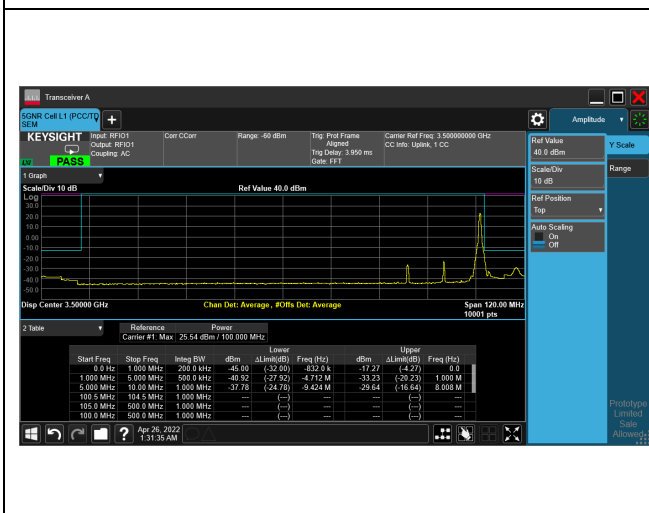 Transceiver A
5GNR Cell L1 (PCC/TD
SEM
KEYSIGHT
LXI
PASS
Input: RFIO1
Output: RFIO1
Coupling: AC
Corr CCorr
Range: -60 dBm
Trig: Prot Frame
Aligned
Trig Delay: 3.950 ms
Gate: FFT
Carrier Ref Freq: 3.500000000 GHz
CC Info: Uplink, 1 CC
1 Graph
Scale/Div 10 dB
Ref Value 40.0 dBm
Log
30.0
20.0
10.0
0.00
-10.0
-20.0
-30.0
-40.0
-50.0
Disp Center 3.50000 GHz
Chan Det: Average, #Offs Det: Average
Span 120.00 MHz
10001 pts
2 Table
Reference Power
Carrier #1: Max 25.54 dBm / 100.000 MHz
Lower Upper
Start Freq Stop Freq Integ BW dBm ΔLimit(dB) Freq (Hz) dBm ΔLimit(dB) Freq (Hz)
0.0 Hz 1.000 MHz 200.0 kHz -45.00 (-32.00) -832.0 k -17.27 (-4.27) 0.0
1.000 MHz 5.000 MHz 500.0 kHz -40.92 (-27.92) -4.712 M -33.23 (-20.23) 1.000 M
5.000 MHz 10.00 MHz 1.000 MHz -37.78 (-24.78) -9.424 M -29.64 (-16.64) 8.008 M
100.5 MHz 104.5 MHz 1.000 MHz --- (---) --- (---)
105.0 MHz 500.0 MHz 1.000 MHz --- (---) --- (---)
100.0 MHz 500.0 MHz 1.000 MHz --- (---) --- (---)
?
Apr 26, 2022
1:31:35 AM
Amplitude
Ref Value
40.0 dBm
Scale/Div
10 dB
Ref Position
Top
Auto Scaling
On
Off
Y Scale
Range
Prototype
Limited
Sale
Allowed